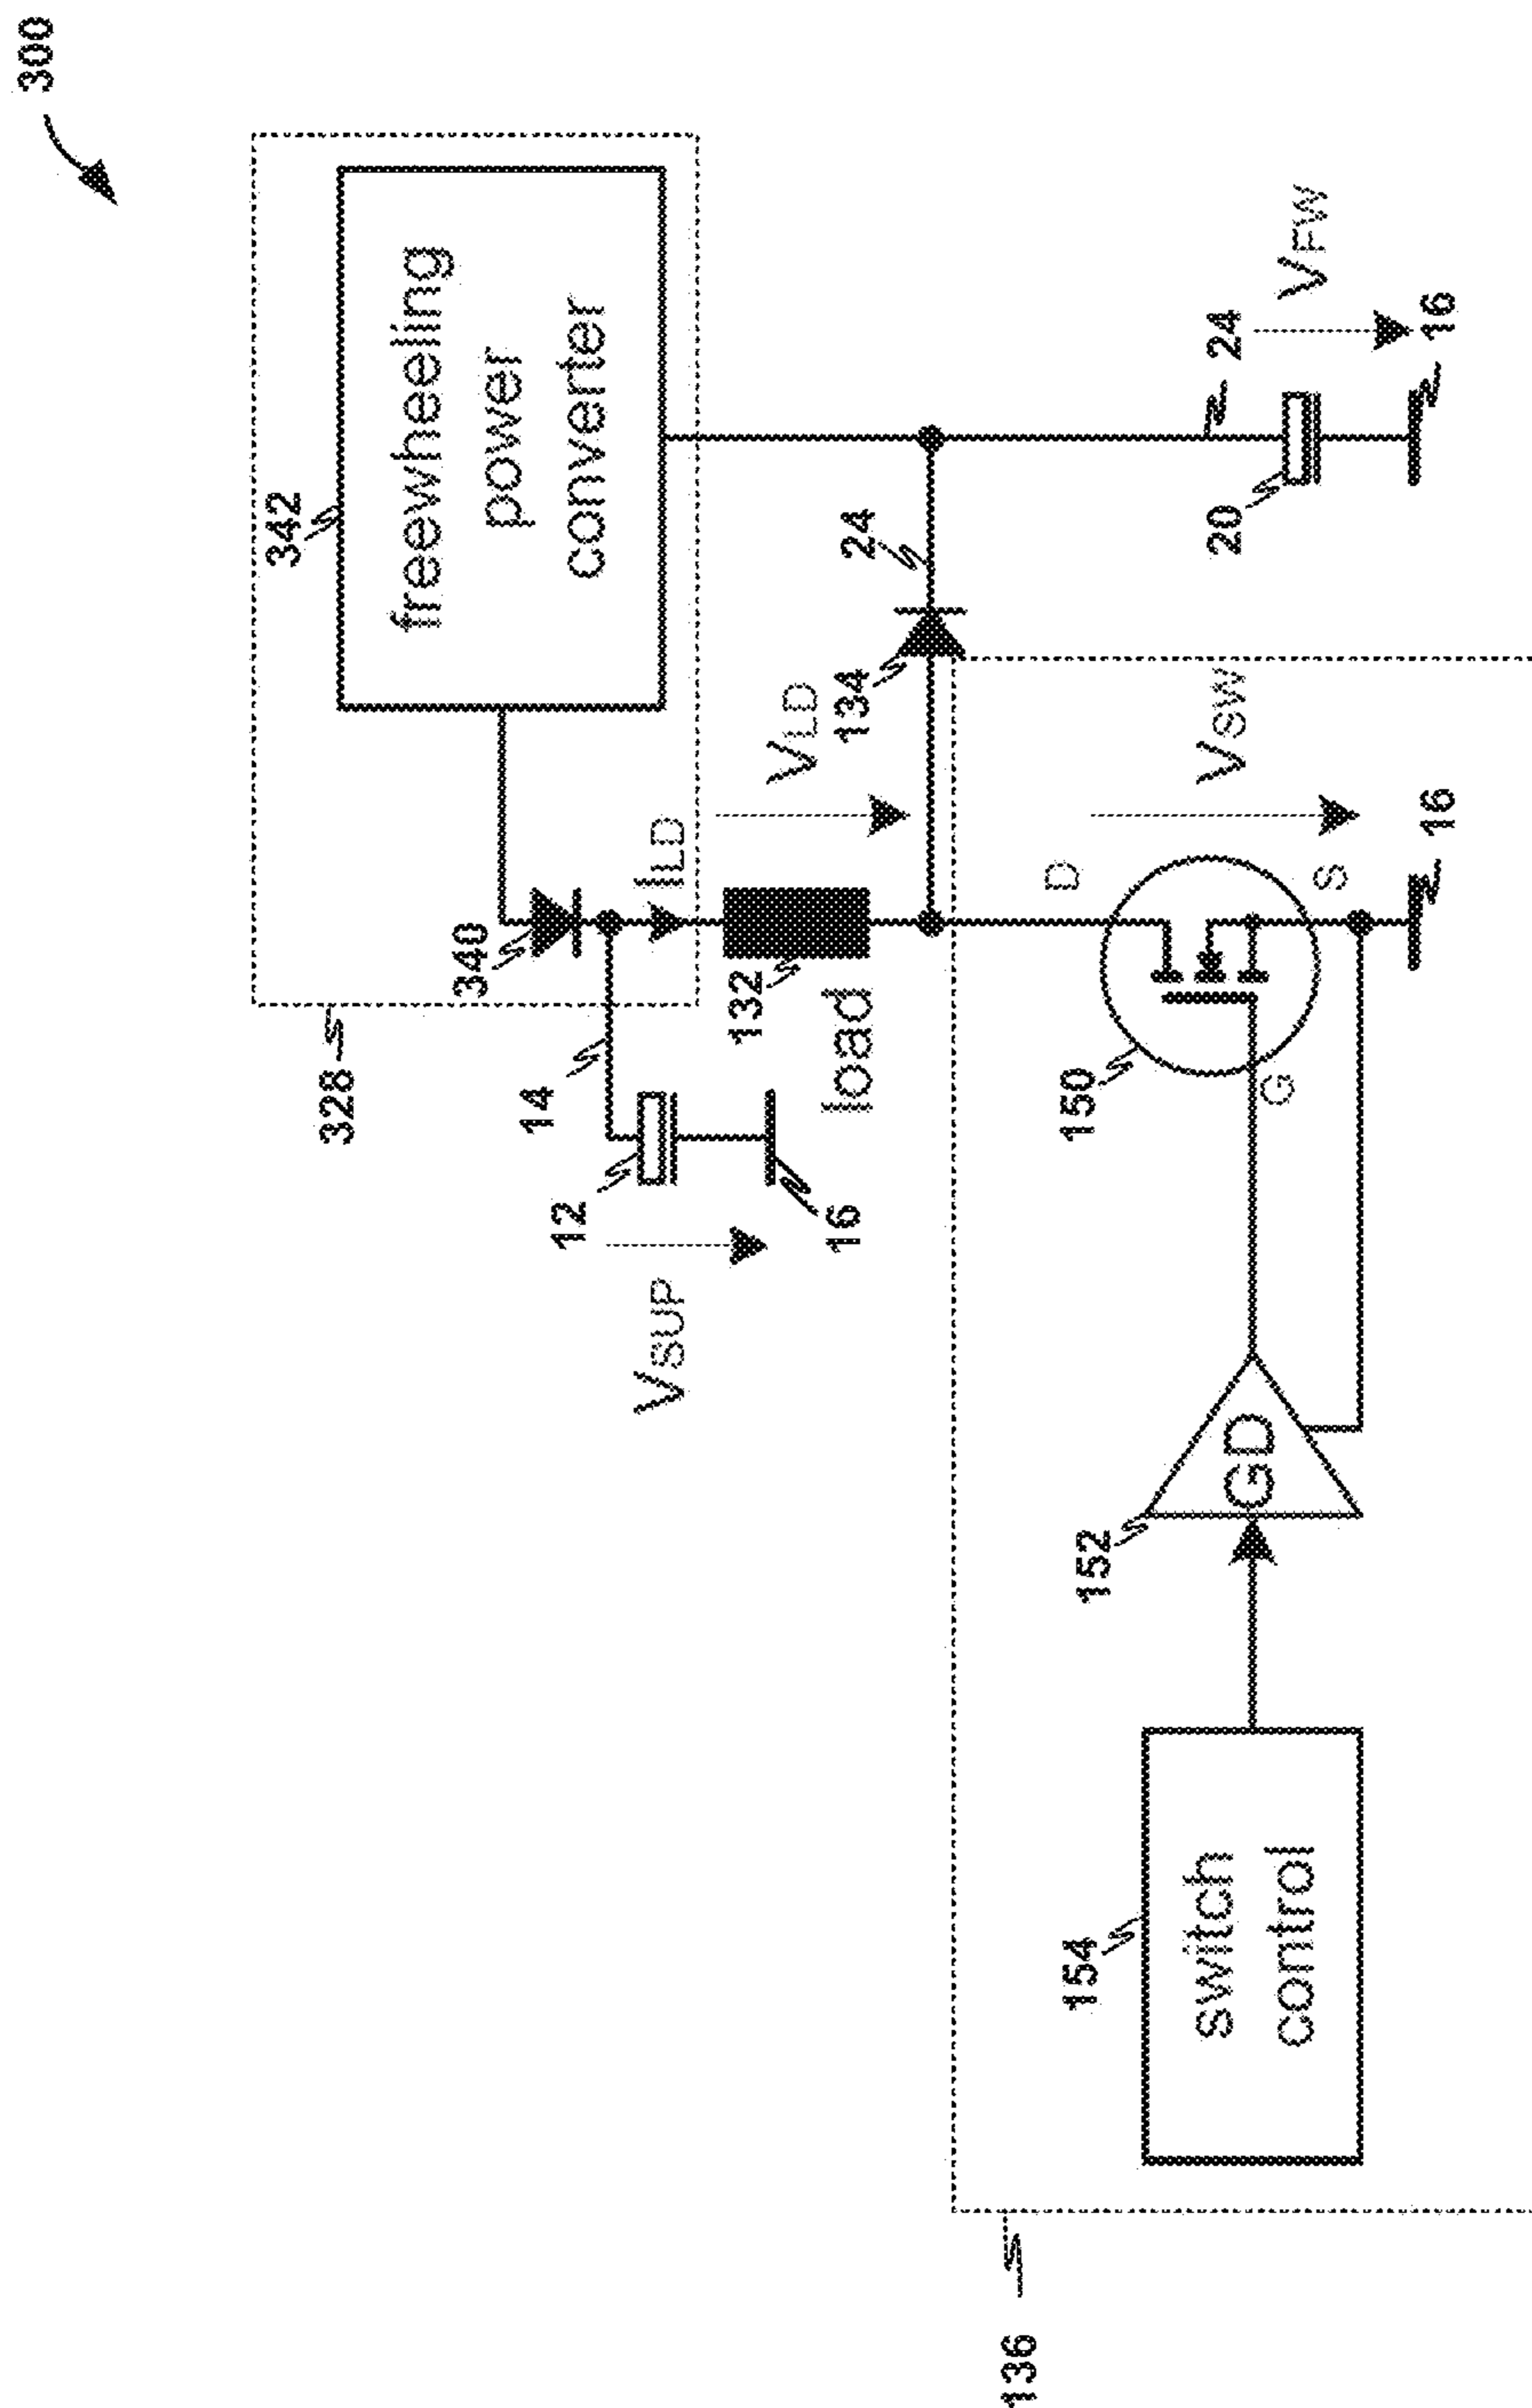 300
342
freewheeling
power
converter
328
340
14
12
VSUP
16
ILD
132
load
VLD
134
24
136
154
switch
control
152
GD
150
D
G
S
VSW
16
20
24
VFW
16